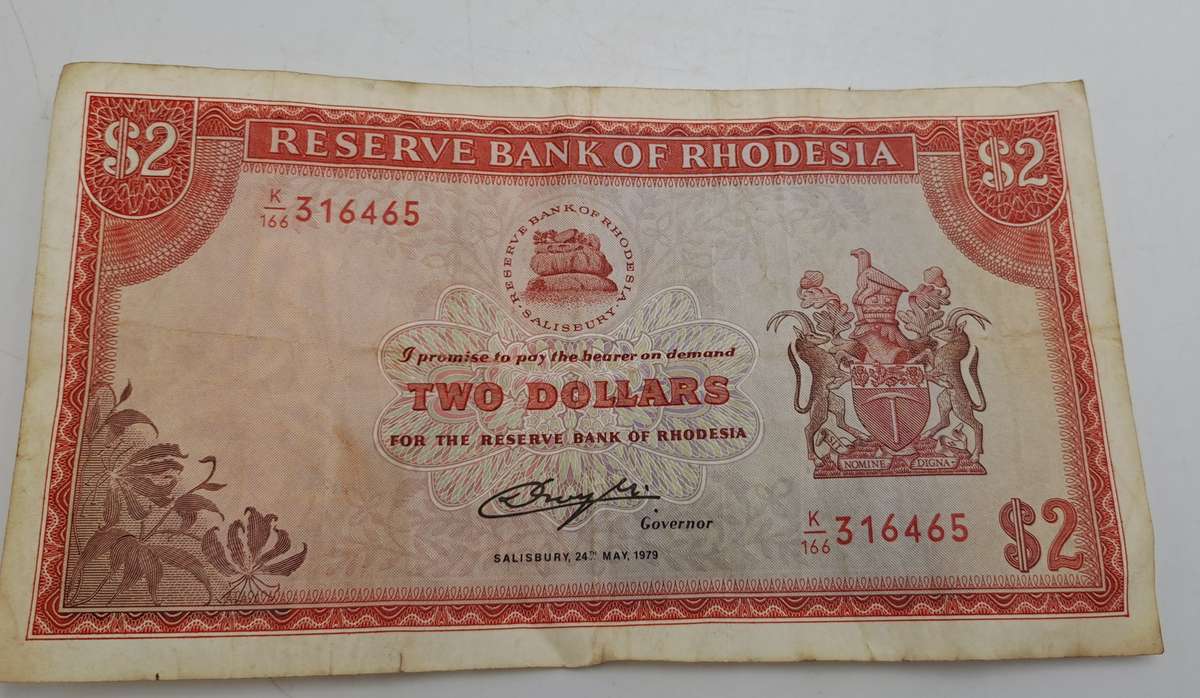 $2
RESERVE BANK OF RHODESIA
$2
K/166 316465
RESERVE BANK OF RHODESIA
· SALISBURY ·
I promise to pay the bearer on demand
TWO DOLLARS
FOR THE RESERVE BANK OF RHODESIA
NOMINE DIGNA
Governor
K/166 316465
$2
SALISBURY, 24TH MAY, 1979